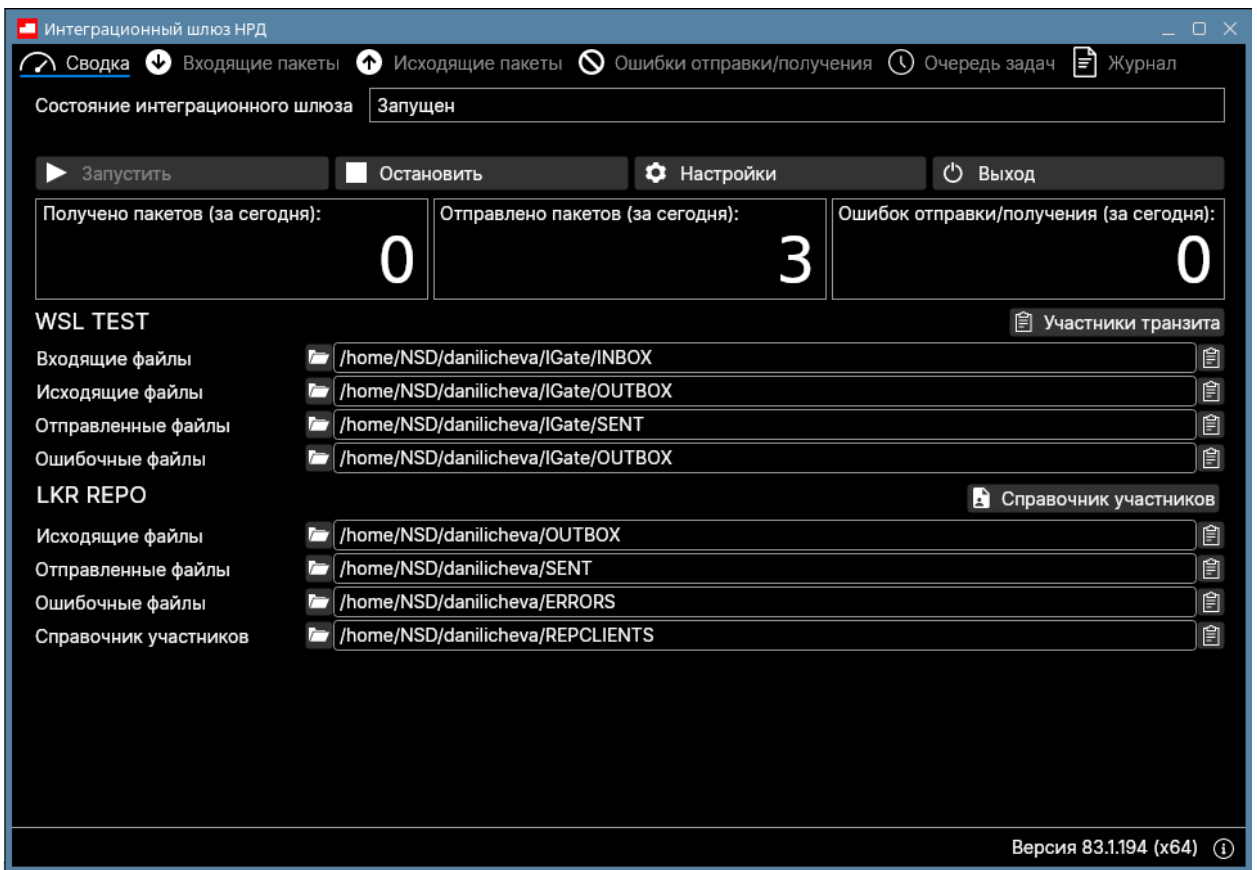 Интеграционный шлюз НРД
Сводка Входящие пакеты Исходящие пакеты Ошибки отправки/получения Очередь задач Журнал
Состояние интеграционного шлюза Запущен
Запустить Остановить Настройки Выход
Получено пакетов (за сегодня): Отправлено пакетов (за сегодня): Ошибок отправки/получения (за сегодня):
0 3 0
WSL TEST Участники транзита
Входящие файлы /home/NSD/danilicheva/IGate/INBOX
Исходящие файлы /home/NSD/danilicheva/IGate/OUTBOX
Отправленные файлы /home/NSD/danilicheva/IGate/SENT
Ошибочные файлы /home/NSD/danilicheva/IGate/OUTBOX
LKR REPO Справочник участников
Исходящие файлы /home/NSD/danilicheva/OUTBOX
Отправленные файлы /home/NSD/danilicheva/SENT
Ошибочные файлы /home/NSD/danilicheva/ERRORS
Справочник участников /home/NSD/danilicheva/REPCLIENTS
Версия 83.1.194 (x64)